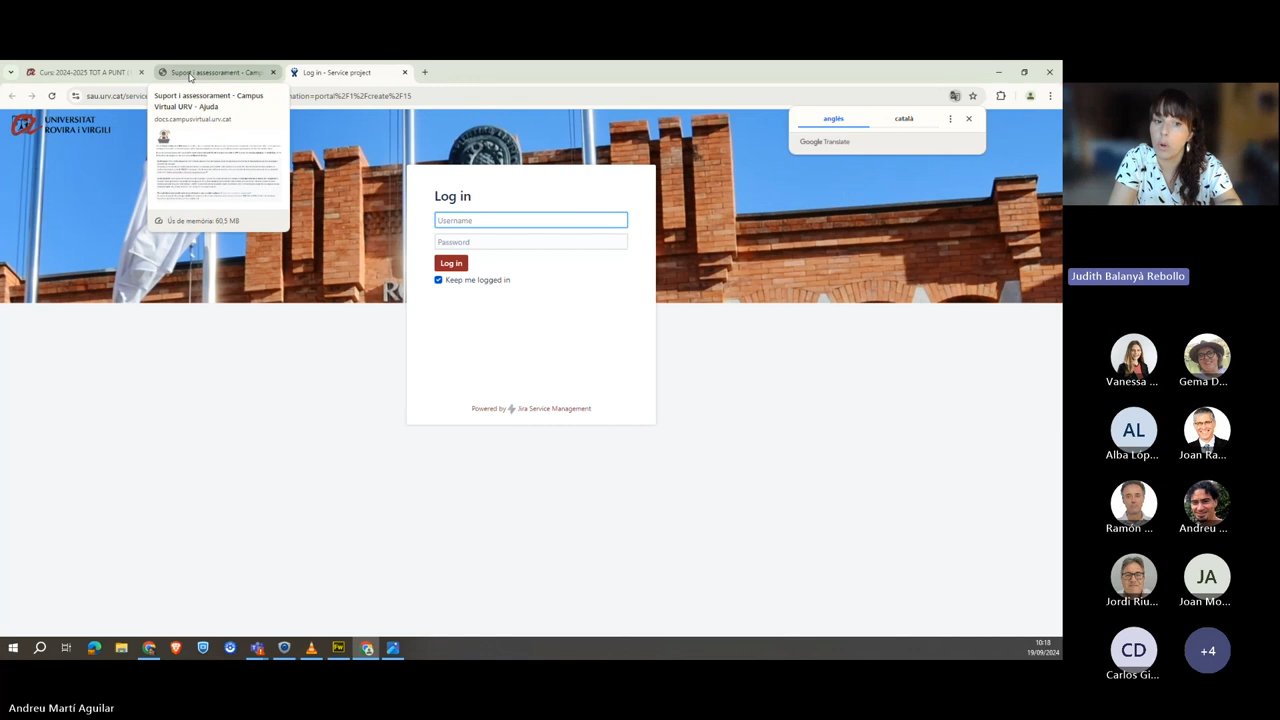 Curs: 2024-2025 TOT A PUNT (
Suport i assessorament - Camp
Log in - Service project
sau.urv.cat/service
nation=portal%2F1%2Fcreate%2F15
Suport i assessorament - Campus
Virtual URV - Ajuda
docs.campusvirtual.urv.cat
Ús de memòria: 60,5 MB
UNIVERSITAT
ROVIRA i VIRGILI
anglès
català
Google Translate
Log in
Username
Password
Log in
Keep me logged in
R
Powered by Jira Service Management
Judith Balanyà Rebollo
Vanessa ...
Gema D...
AL
Alba Lóp...
Joan Ra...
Ramón ...
Andreu ...
JA
Jordi Riu...
Joan Mo...
CD
Carlos Gi...
+4
Fw
10:18
19/09/2024
Andreu Martí Aguilar